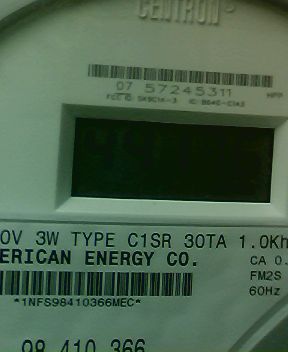 CENTRON
07 57245311
0V 3W TYPE C1SR 30TA 1.0Kh
ERICAN ENERGY CO.
CA 0.
FM2S
60Hz
*1NFS98410366MEC*
98 410 366